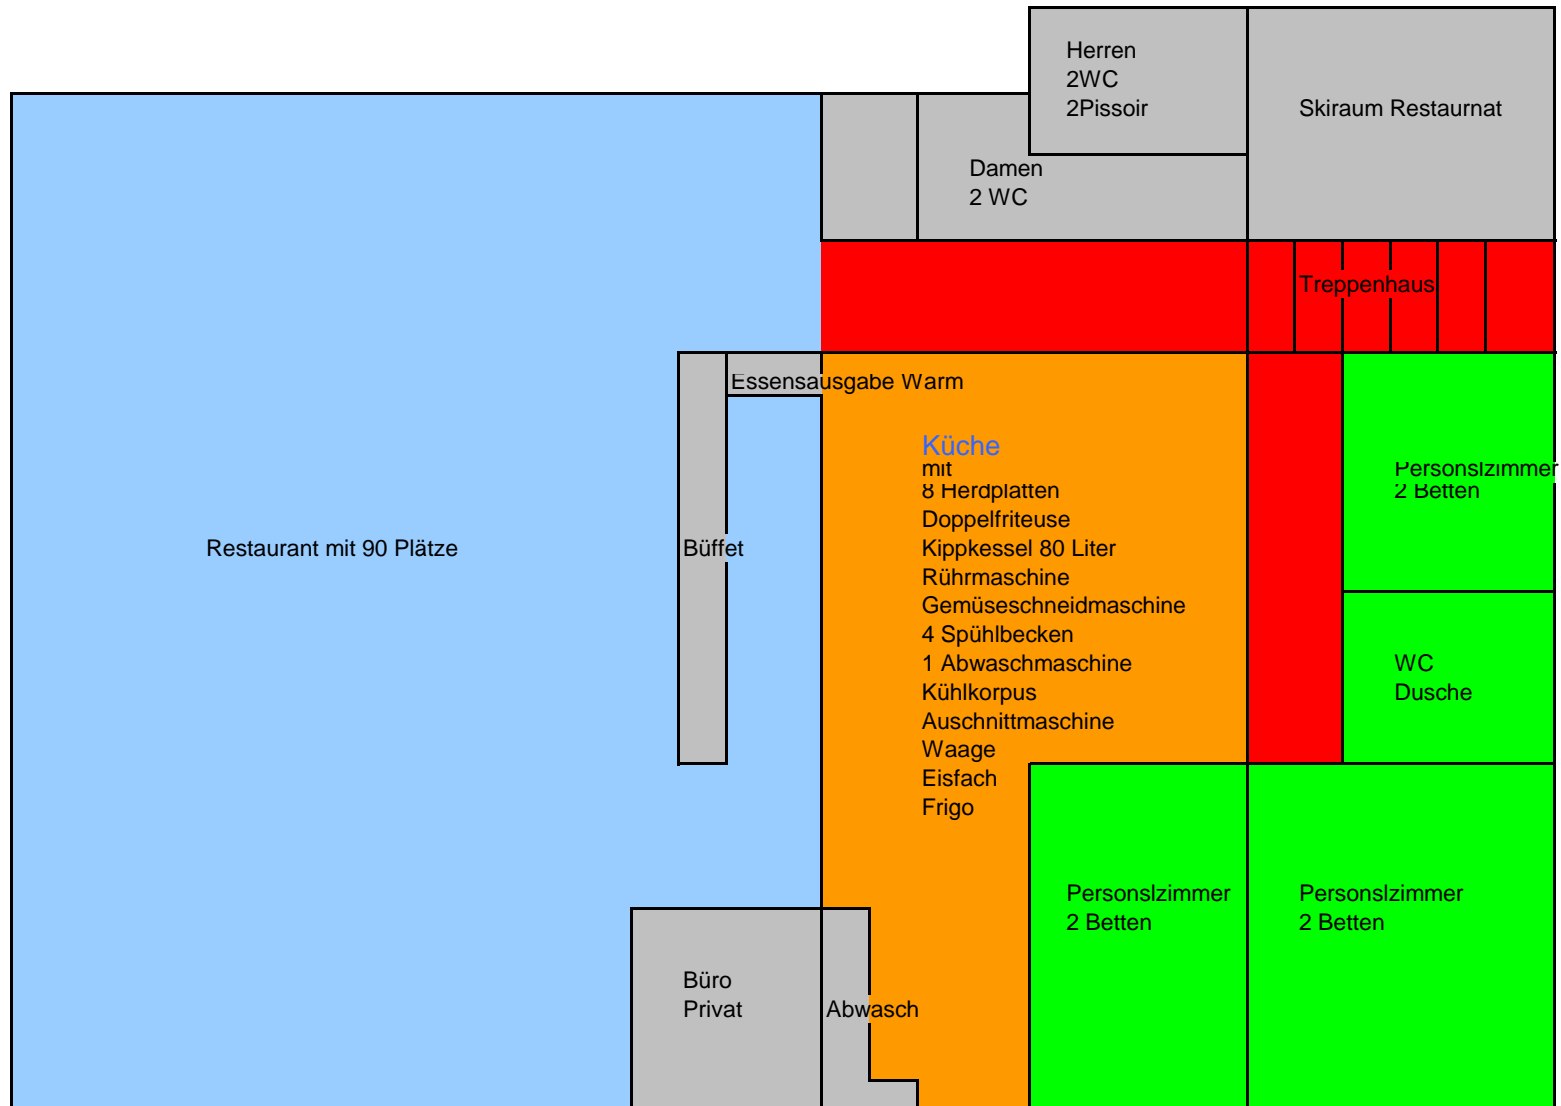 Herren
2WC
2Pissoir
Skiraum Restaurnat
Damen
2 WC
Treppenhaus
Essensausgabe Warm
Küche
mit
8 Herdplatten
Doppelfriteuse
Kippkessel 80 Liter
Rührmaschine
Gemüseschneidmaschine
4 Spühlbecken
1 Abwaschmaschine
Kühlkorpus
Auschnittmaschine
Waage
Eisfach
Frigo
Personslzimmer
2 Betten
Restaurant mit 90 Plätze
Büffet
WC
Dusche
Personslzimmer
2 Betten
Personslzimmer
2 Betten
Büro
Privat
Abwasch